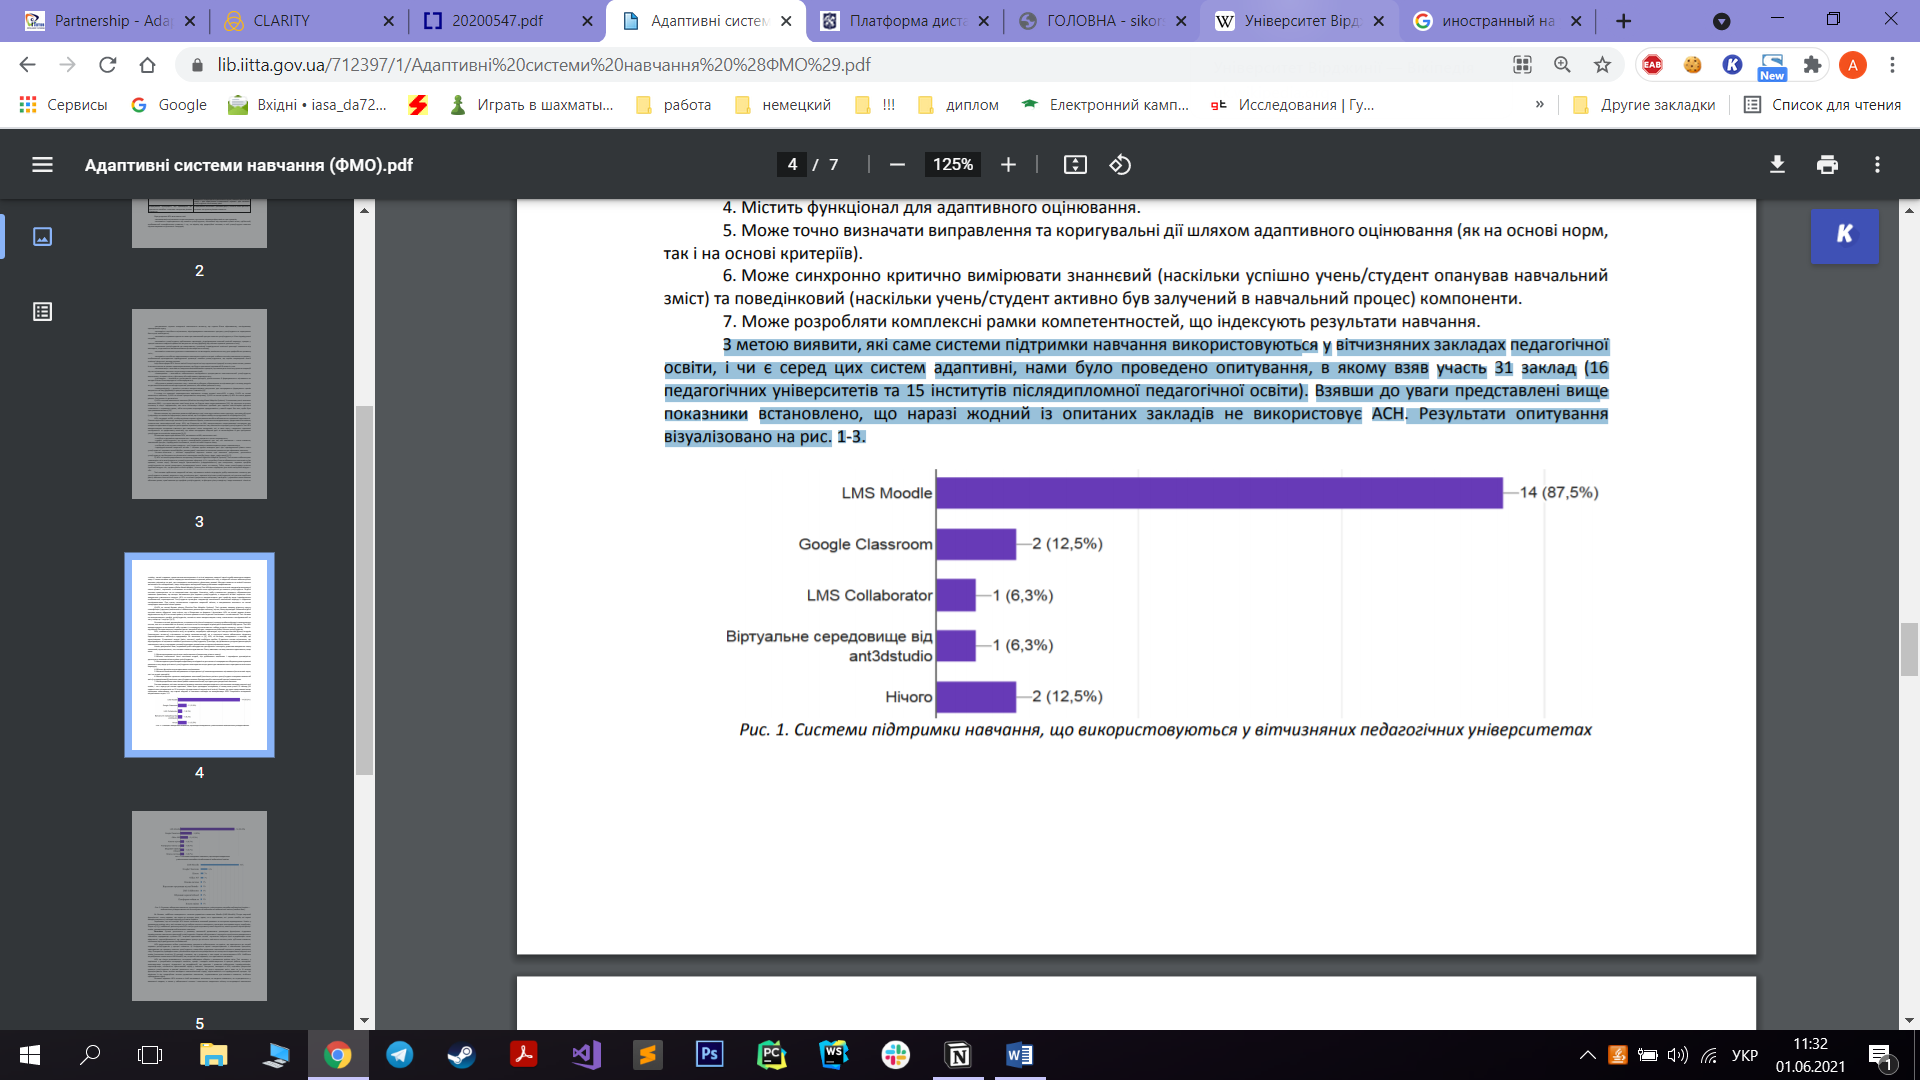 Partnership - Ada
CLARITY
20200547.pdf
Адаптивні систем
Платформа диста
ГОЛОВНА - sikor
Університет Вірд
иностранный на
lib.iitta.gov.ua/712397/1/Адаптивні%20системи%20навчання%20%28ФМО%29.pdf
EAB
K
New
A
Сервисы
Google
Вхідні • iasa_da72...
Играть в шахматы...
работа
немецкий
!!!
диплом
Електронний камп...
Исследования | Гу...
»
Другие закладки
Список для чтения
Адаптивні системи навчання (ФМО).pdf
4 / 7
125%
2
3
4
5
4. Містить функціонал для адаптивного оцінювання.
5. Може точно визначати виправлення та коригувальні дії шляхом адаптивного оцінювання (як на основі норм,
так і на основі критеріїв).
6. Може синхронно критично вимірювати знаннєвий (наскільки успішно учень/студент опанував навчальний
зміст) та поведінковий (наскільки учень/студент активно був залучений в навчальний процес) компоненти.
7. Може розробляти комплексні рамки компетентностей, що індексують результати навчання.
З метою виявити, які саме системи підтримки навчання використовуються у вітчизняних закладах педагогічної
освіти, і чи є серед цих систем адаптивні, нами було проведено опитування, в якому взяв участь 31 заклад (16
педагогічних університетів та 15 інститутів післядипломної педагогічної освіти). Взявши до уваги представлені вище
показники встановлено, що наразі жодний із опитаних закладів не використовує АСН. Результати опитування
візуалізовано на рис. 1-3.
LMS Moodle 14 (87,5%)
Google Classroom 2 (12,5%)
LMS Collaborator 1 (6,3%)
Віртуальне середовище від
ant3dstudio 1 (6,3%)
Нічого 2 (12,5%)
Рис. 1. Системи підтримки навчання, що використовуються у вітчизняних педагогічних університетах
K
Ps
PC
WS
N
W
УКР
11:32
01.06.2021
1